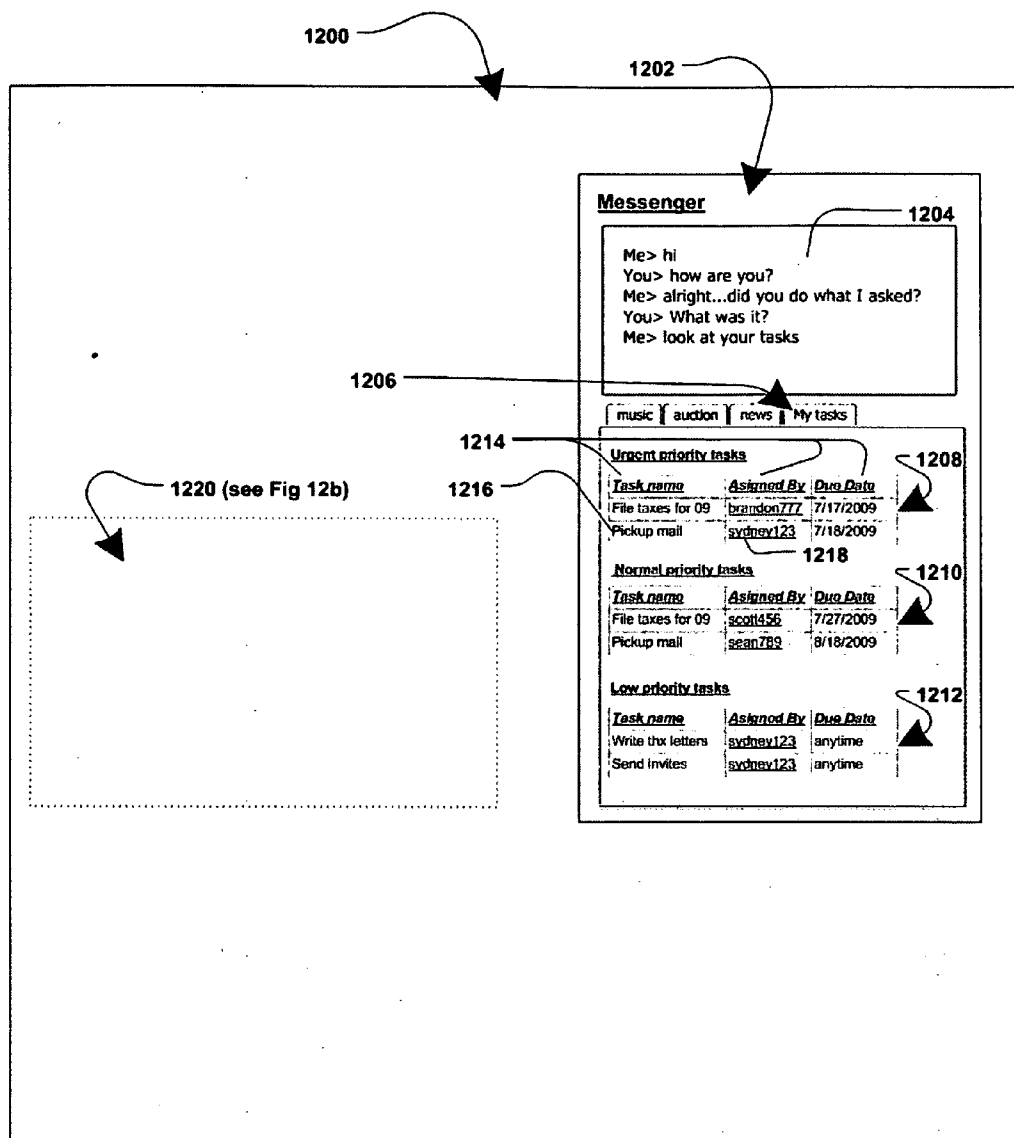 1200
1202
Messenger
1204
Me> hi
You> how are you?
Me> alright...did you do what I asked?
You> What was it?
Me> look at your tasks
1206
music auction news My tasks
1214
Urgent priority tasks
1208
1216
Task name Asigned By Due Date
File taxes for 09 brandon777 7/17/2009
Pickup mail sydney123 7/18/2009
1218
1220 (see Fig 12b)
Normal priority tasks
1210
Task name Asigned By Due Date
File taxes for 09 scott456 7/27/2009
Pickup mail sean789 8/18/2009
Low priority tasks
1212
Task name Asigned By Due Date
Write thx letters sydney123 anytime
Send Invites sydney123 anytime